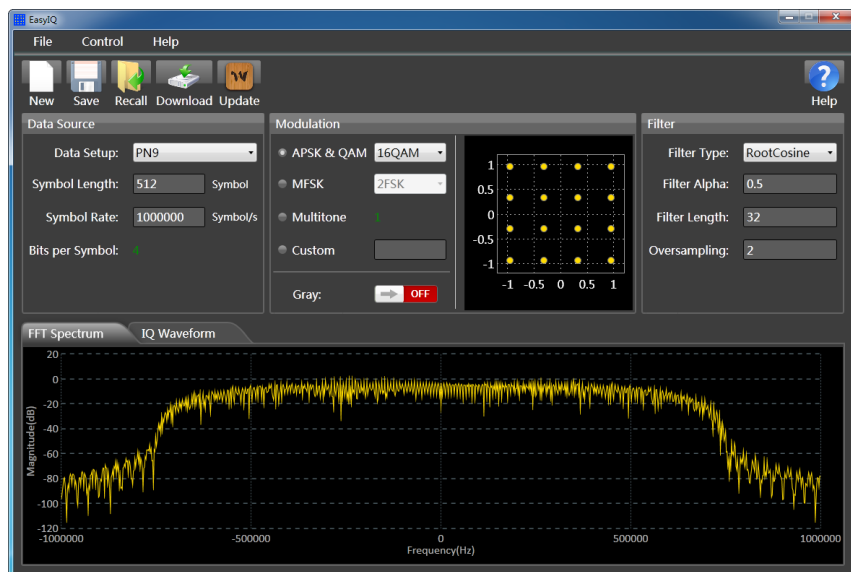 EasyIQ
File Control Help
New Save Recall Download Update Help
Data Source
Data Setup: PN9
Symbol Length: 512 Symbol
Symbol Rate: 1000000 Symbol/s
Bits per Symbol: 4
Modulation
APSK & QAM 16QAM
MFSK 2FSK
Multitone 1
Custom
Gray: OFF
1
0.5
0
-0.5
-1
-1 -0.5 0 0.5 1
Filter
Filter Type: RootCosine
Filter Alpha: 0.5
Filter Length: 32
Oversampling: 2
FFT Spectrum IQ Waveform
Magnitude(dB)
20
0
-20
-40
-60
-80
-100
-120
-1000000 -500000 0 500000 1000000
Frequency(Hz)